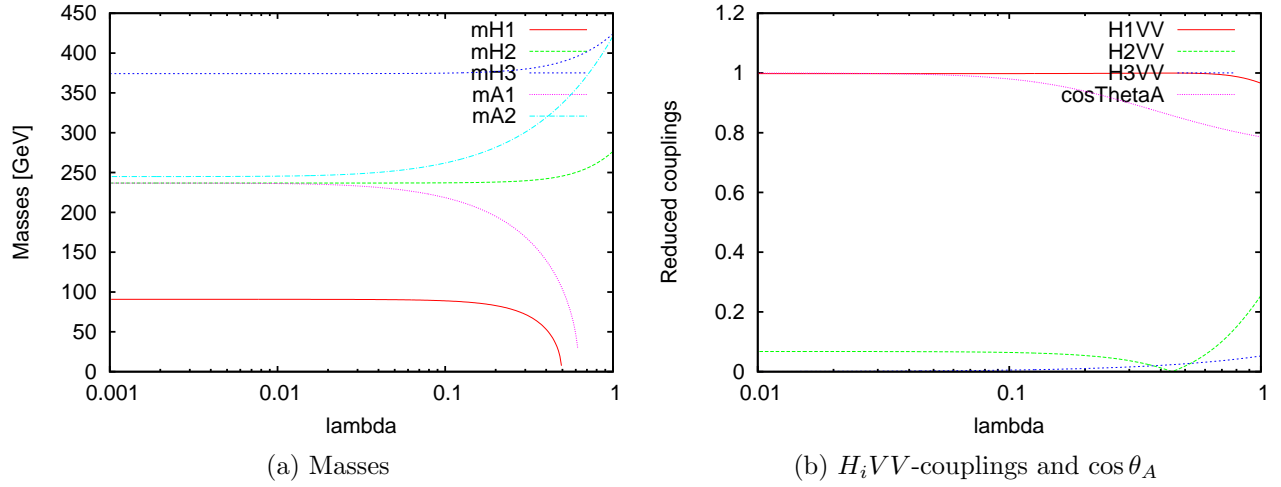 450
400
350
300
250
200
150
100
50
0
Masses [GeV]
0.001
0.01
0.1
1
lambda
mH1
mH2
mH3
mA1
mA2
(a) Masses
1.2
1
0.8
0.6
0.4
0.2
0
Reduced couplings
0.01
0.1
1
lambda
H1VV
H2VV
H3VV
cosThetaA
(b) HᵢVV-couplings and cos θ_A